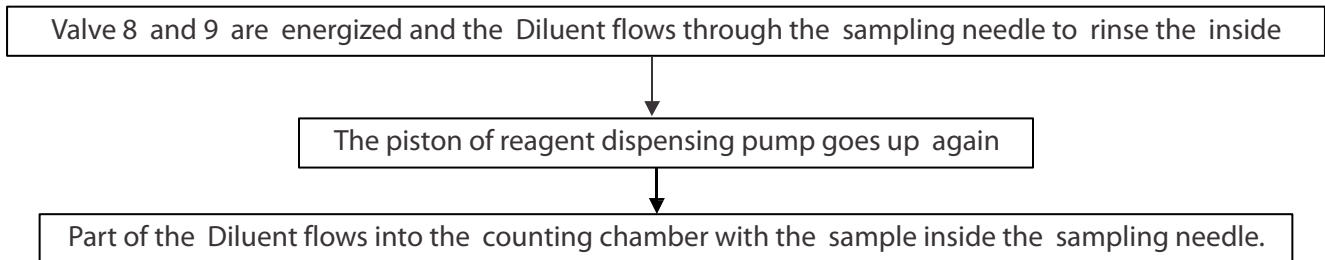 Valve 8 and 9 are energized and the Diluent flows through the sampling needle to rinse the inside
The piston of reagent dispensing pump goes up again
Part of the Diluent flows into the counting chamber with the sample inside the sampling needle.